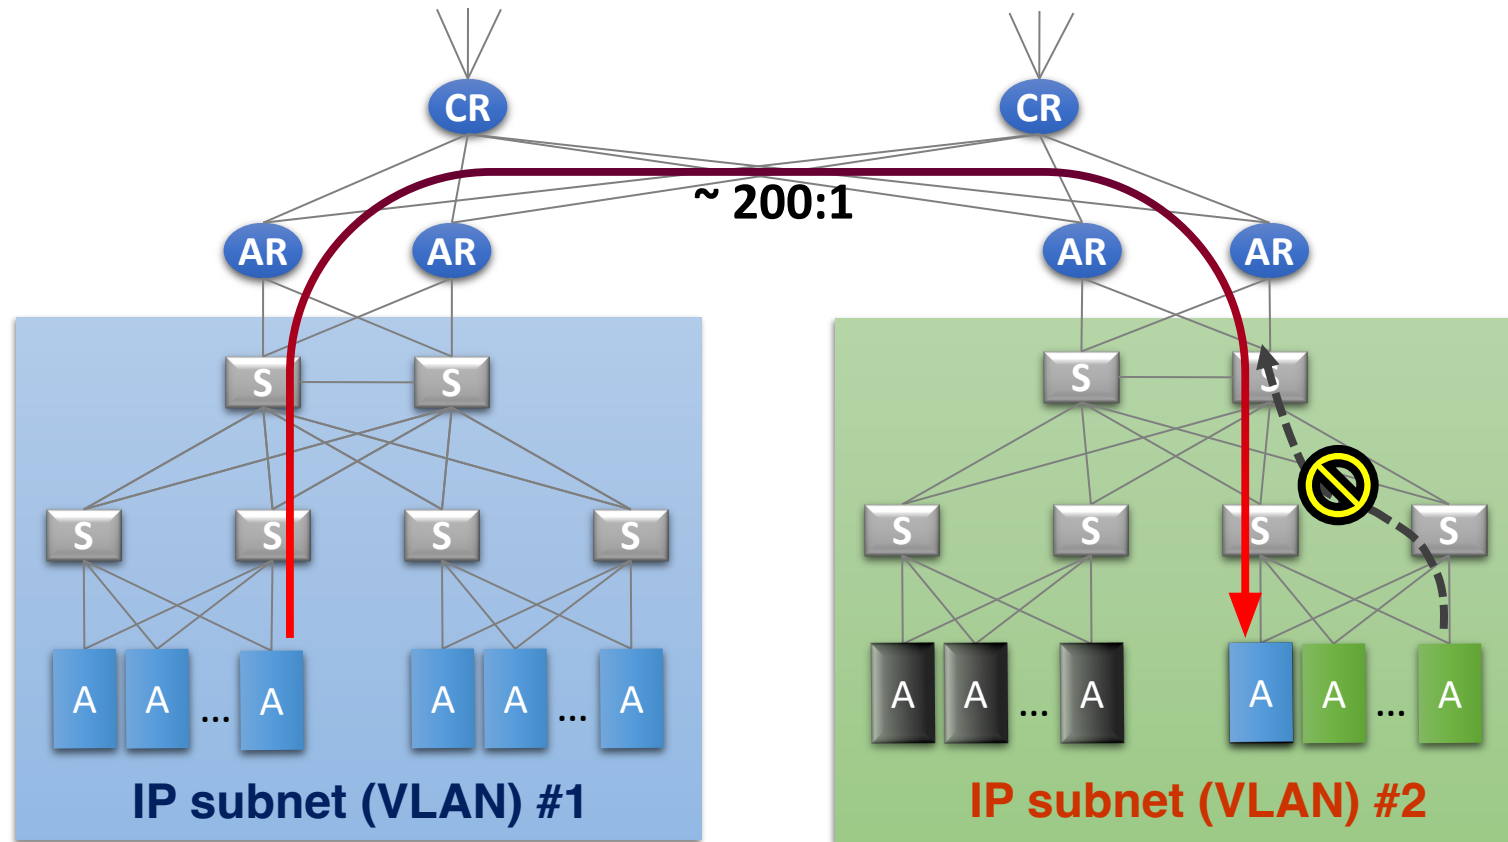 CR CR
~ 200:1
AR AR AR AR
S S S S
S S S S S S S S
A A ... A A A ... A A A ... A A A ... A
IP subnet (VLAN) #1 IP subnet (VLAN) #2